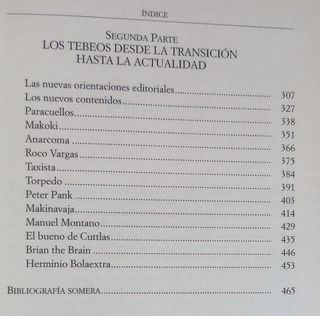 ÍNDICE
SEGUNDA PARTE
LOS TEBEOS DESDE LA TRANSICIÓN
HASTA LA ACTUALIDAD
Las nuevas orientaciones editoriales 307
Los nuevos contenidos 327
Paracuellos 338
Makoki 351
Anarcoma 366
Roco Vargas 375
Taxista 384
Torpedo 391
Peter Pank 403
Makinavaja 414
Manuel Montano 429
El bueno de Cuttlas 435
Brian the Brain 446
Herminio Bolaextra 453
BIBLIOGRAFÍA SOMERA 465